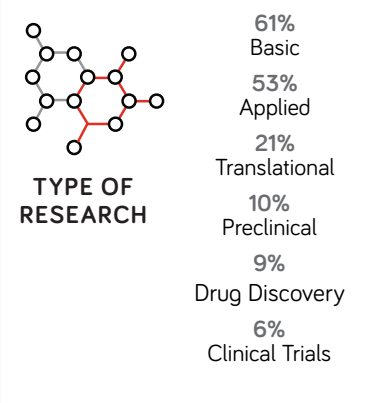 TYPE OF
RESEARCH
61%
Basic
53%
Applied
21%
Translational
10%
Preclinical
9%
Drug Discovery
6%
Clinical Trials